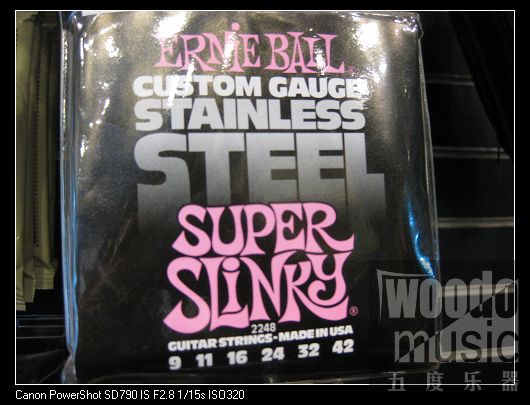 ERNIE BALL®
CUSTOM GAUGE
STAINLESS
STEEL
SUPER
SLINKY®
2248
GUITAR STRINGS-MADE IN USA
9 11 16 24 32 42
woodo
music
五度乐器
Canon PowerShot SD790 IS F2.8 1/15s ISO320